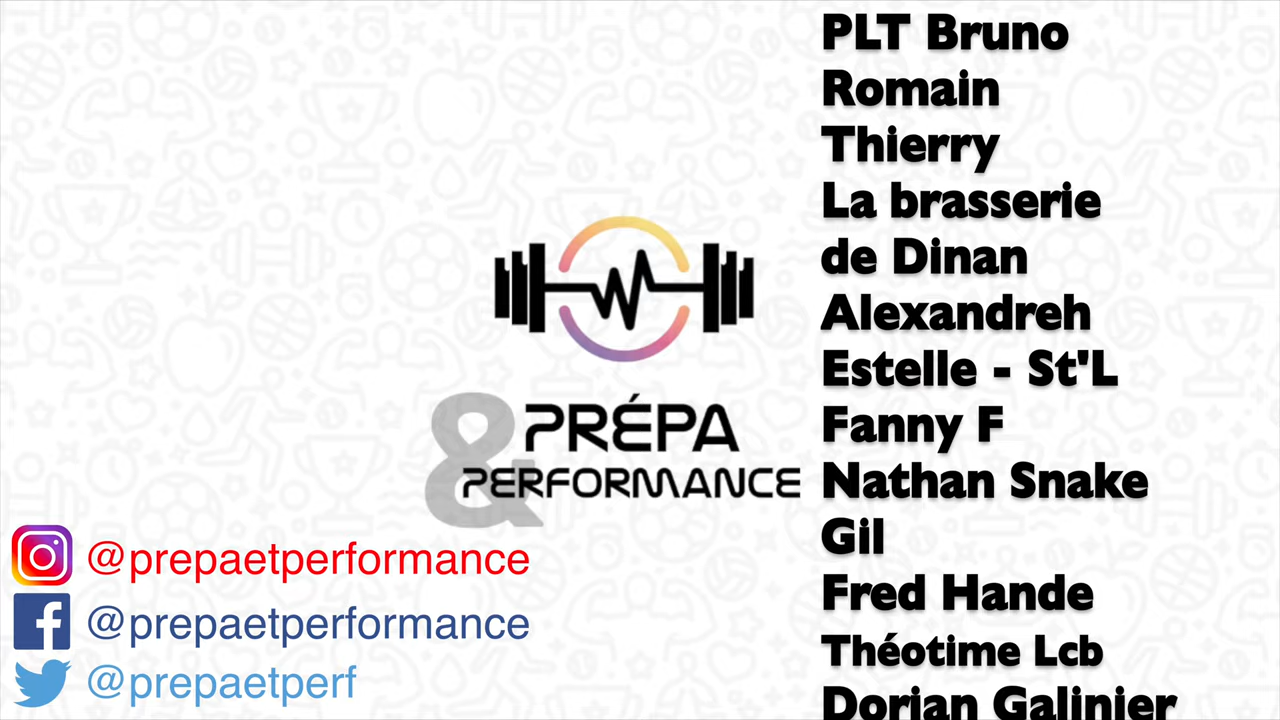 PLT Bruno
Romain
Thierry
La brasserie
de Dinan
Alexandreh
Estelle - St'L
Fanny F
Nathan Snake
Gil
Fred Hande
Théotime Lcb
Dorian Galinier
& PRÉPA
PERFORMANCE
@prepaetperformance
@prepaetperformance
@prepaetperf